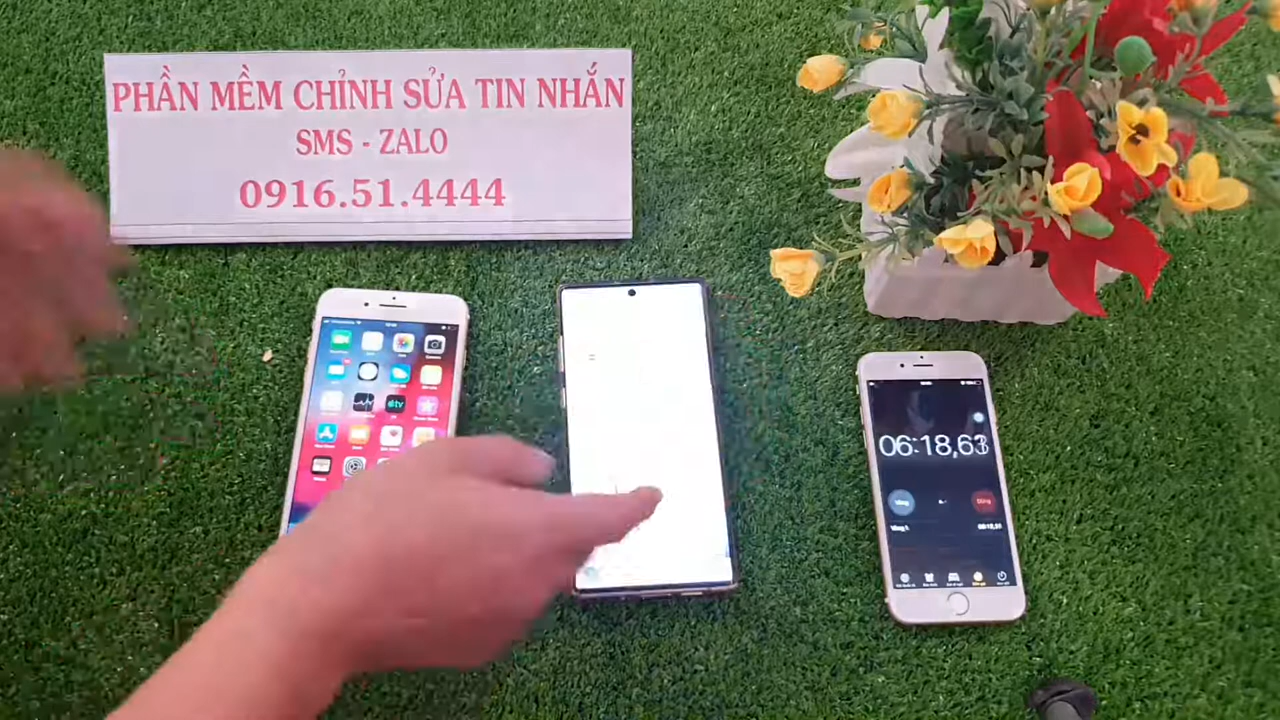 PHẦN MỀM CHỈNH SỬA TIN NHẮN
SMS - ZALO
0916.51.4444
06:18,63